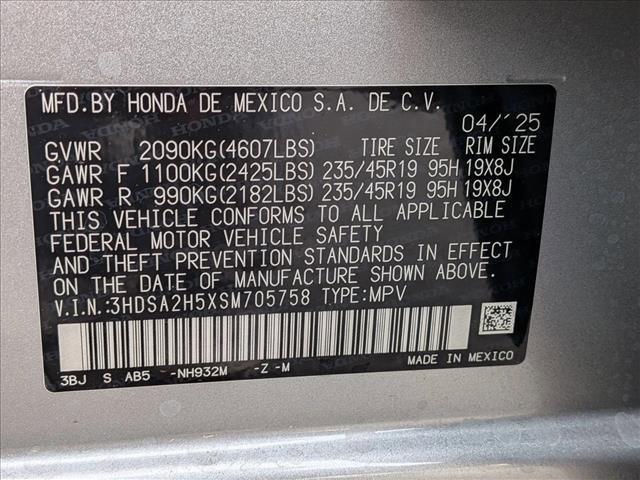 MFD.BY HONDA DE MEXICO S.A. DE C.V.
04/'25
GVWR 2090KG(4607LBS) TIRE SIZE RIM SIZE
GAWR F 1100KG(2425LBS) 235/45R19 95H 19X8J
GAWR R 990KG(2182LBS) 235/45R19 95H 19X8J
THIS VEHICLE CONFORMS TO ALL APPLICABLE
FEDERAL MOTOR VEHICLE SAFETY
AND THEFT PREVENTION STANDARDS IN EFFECT
ON THE DATE OF MANUFACTURE SHOWN ABOVE.
V.I.N.:3HDSA2H5XSM705758 TYPE:MPV
3BJ S AB5 -NH932M -Z -M
MADE IN MEXICO